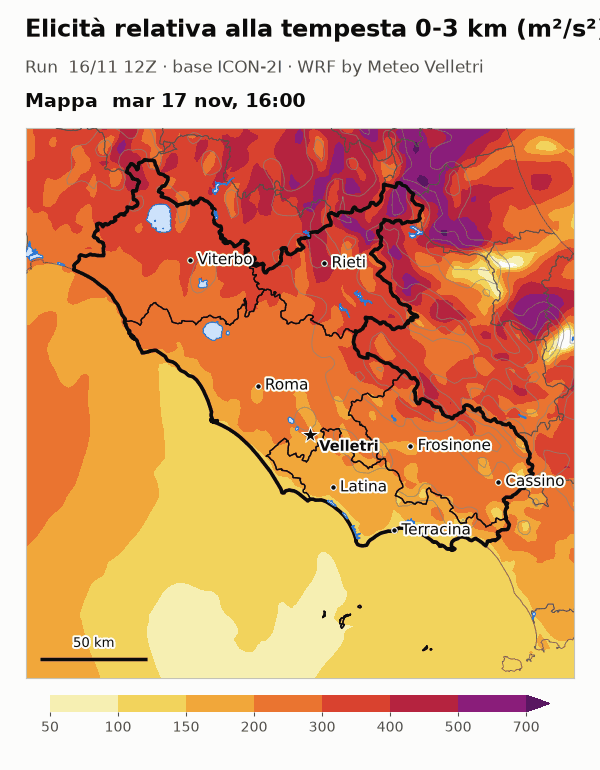 Elicità relativa alla tempesta 0-3 km (m²/s²)
Run 16/11 12Z · base ICON-2I · WRF by Meteo Velletri
Mappa mar 17 nov, 16:00
Viterbo
Rieti
Roma
Velletri
Frosinone
Cassino
Latina
Terracina
50 km
50 100 150 200 300 400 500 700